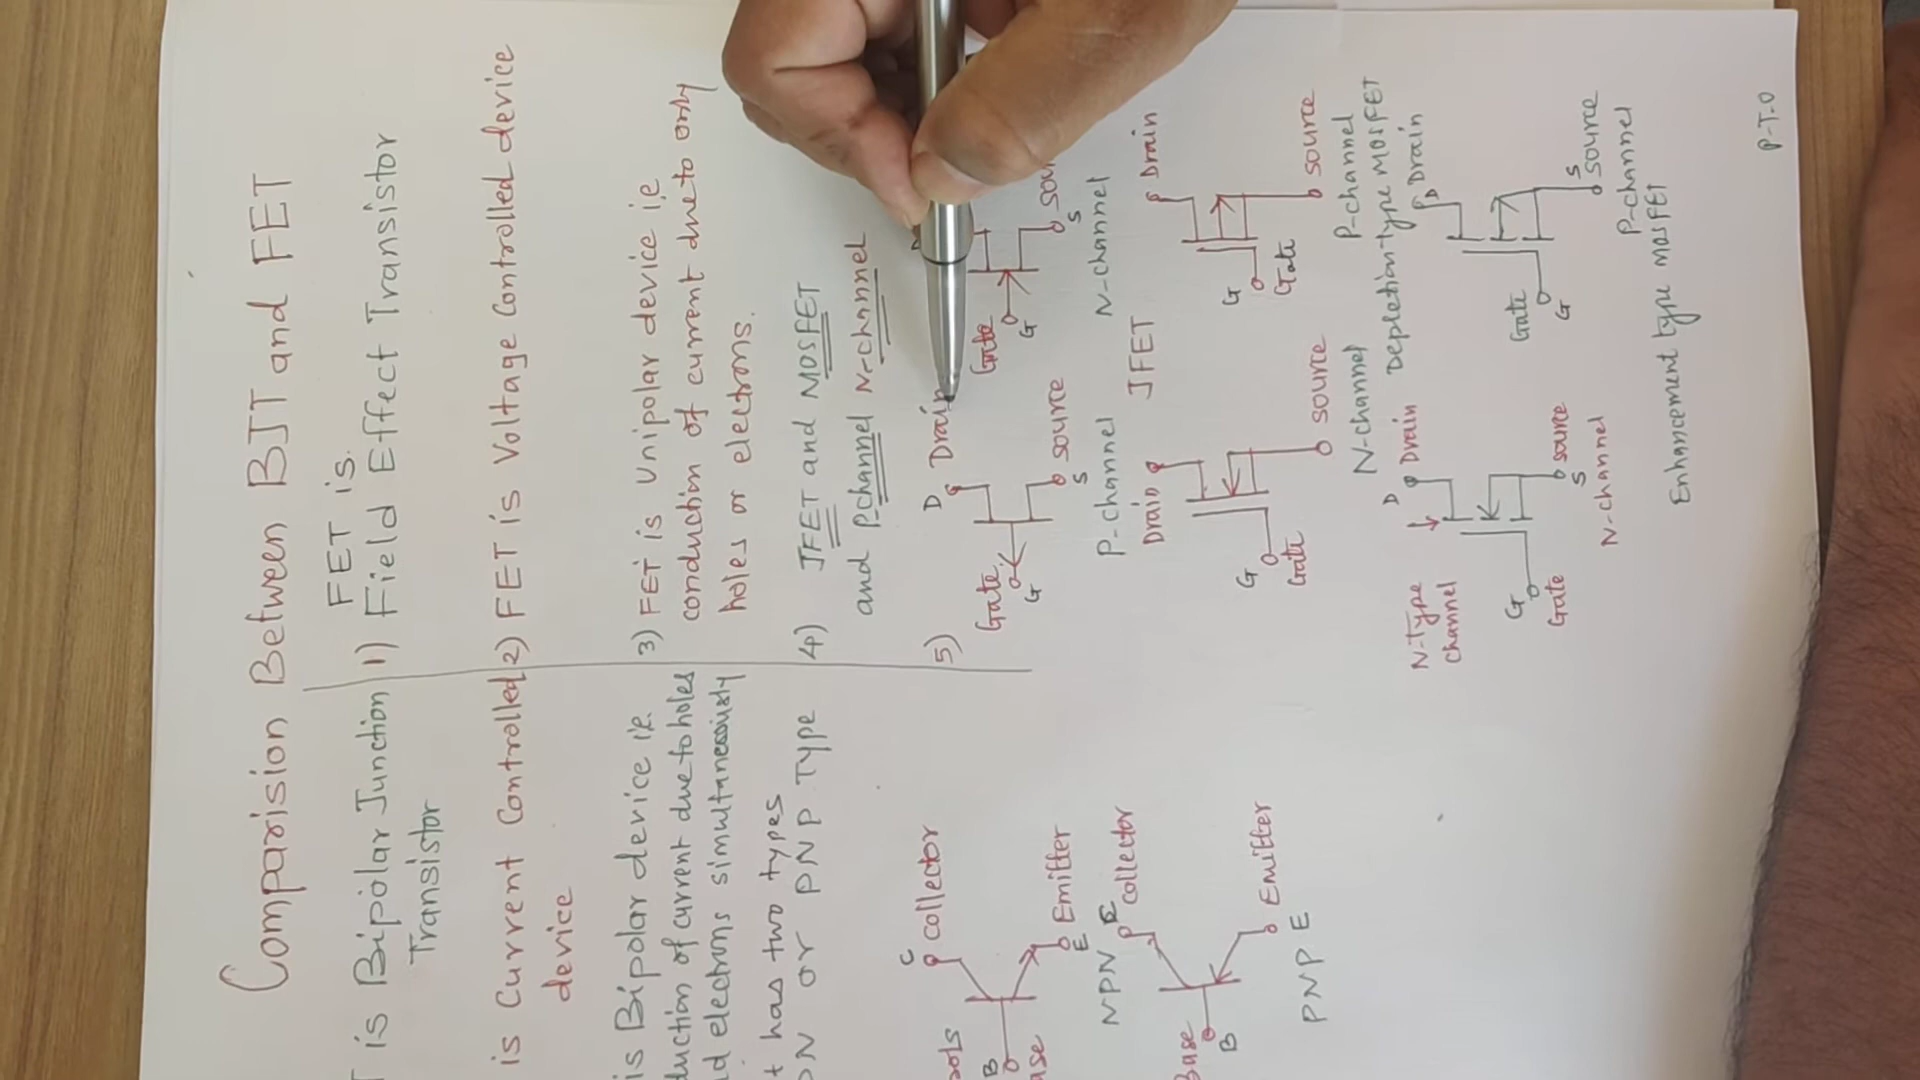 Comparision Between BJT and FET
FET is.
is Bipolar Junction
Transistor
1) Field Effect Transistor
is Current Controlled
device
2) FET is Voltage Controlled device
is Bipolar device i.e.
of current due to holes
electrons simultaneously
3) FET is Unipolar device i.e
conduction of current due to only
holes or electrons.
has two types
or PNP Type
4) JFET and MOSFET
and P-channel N-channel
C Collector
B
E Emitter
NPN
Collector
Base
B
Emitter
PNP E
5)
D Drain
Gate
G
Source
S
P-channel
Gate
G
S
N-channel
JFET
Drain
G
Gate
Source
N-channel
Drain
G
Gate
Source
P-channel
Depletion-type MOSFET
N-Type
channel
D Drain
G
Gate
Source
S
N-channel
D Drain
Gate
G
S
Source
P-channel
Enhancement type MOSFET
P.T.O